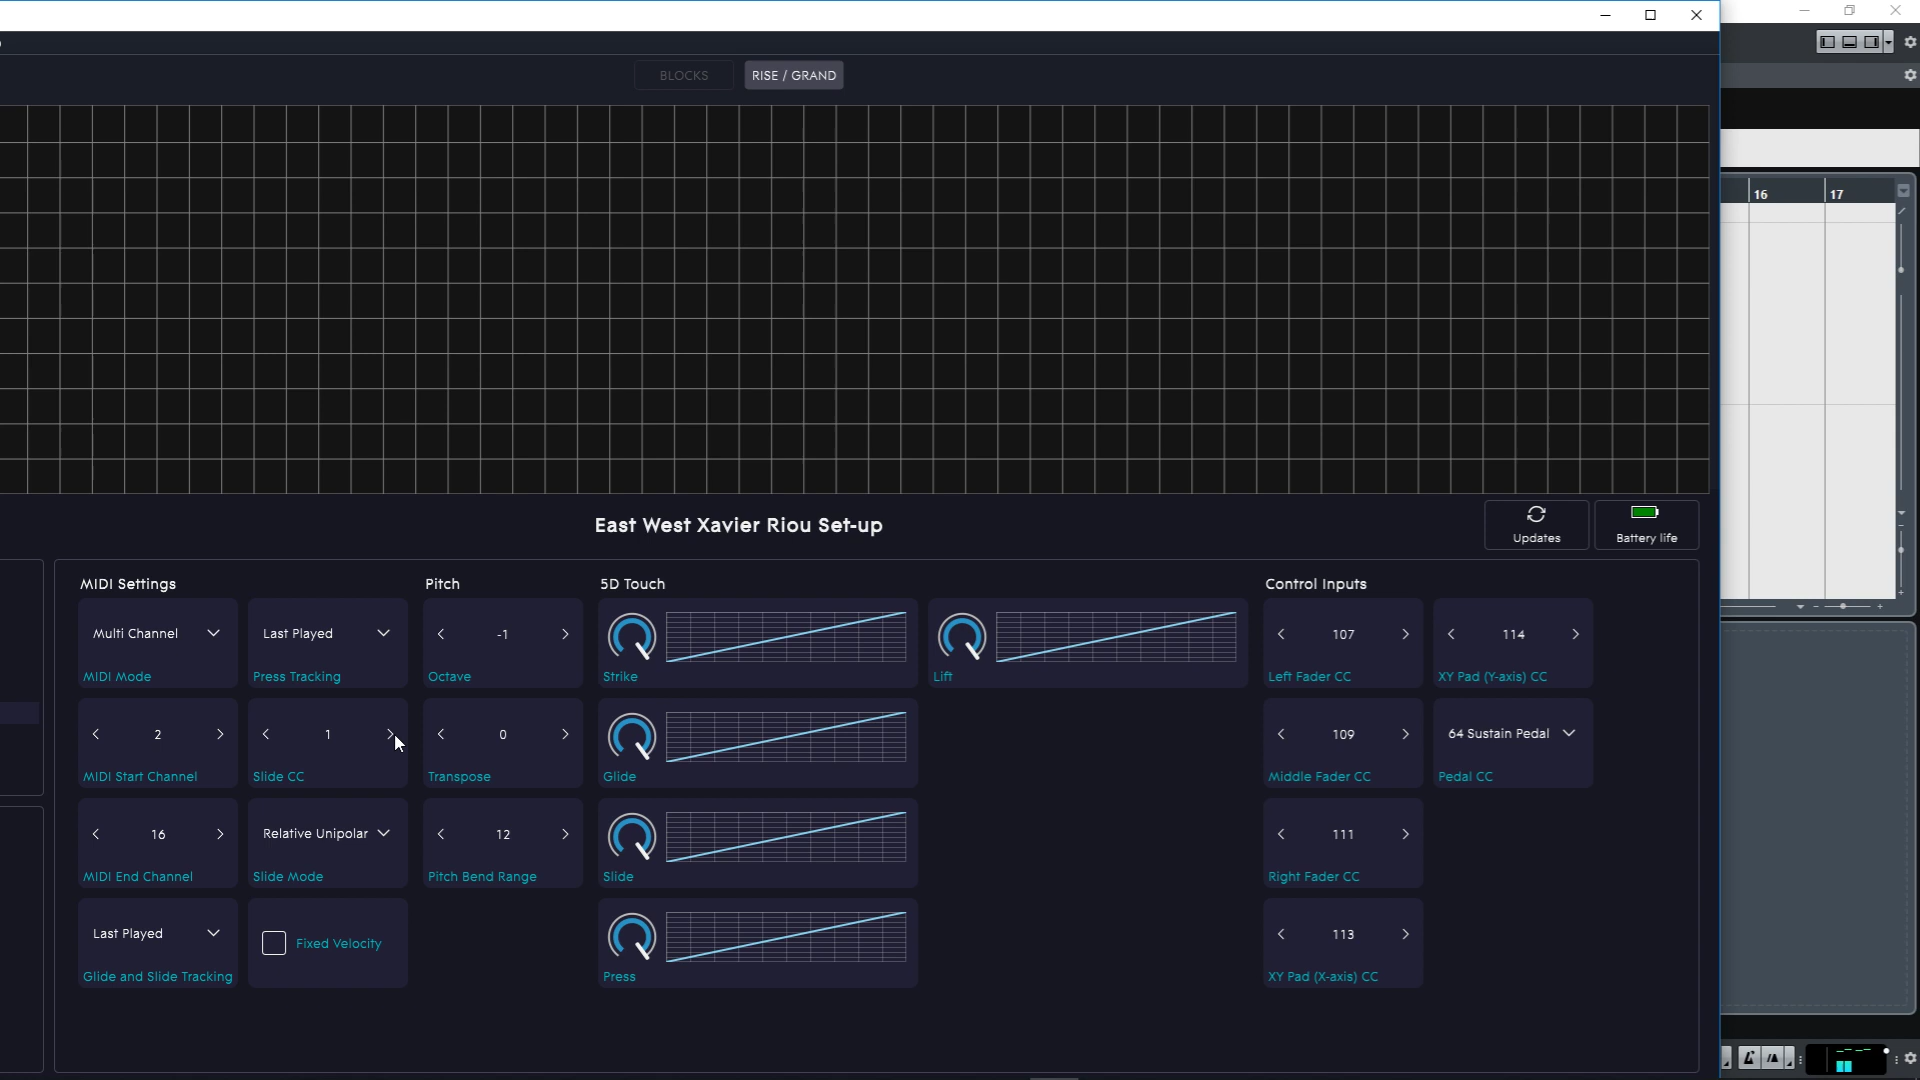 BLOCKS
RISE / GRAND
16
17
East West Xavier Riou Set-up
Updates
Battery life
MIDI Settings
Pitch
5D Touch
Control Inputs
Multi Channel
MIDI Mode
Last Played
Press Tracking
-1
Octave
Strike
Lift
107
Left Fader CC
114
XY Pad (Y-axis) CC
2
MIDI Start Channel
1
Slide CC
0
Transpose
Glide
109
Middle Fader CC
64 Sustain Pedal
Pedal CC
16
MIDI End Channel
Relative Unipolar
Slide Mode
12
Pitch Bend Range
Slide
111
Right Fader CC
Last Played
Glide and Slide Tracking
Fixed Velocity
Press
113
XY Pad (X-axis) CC